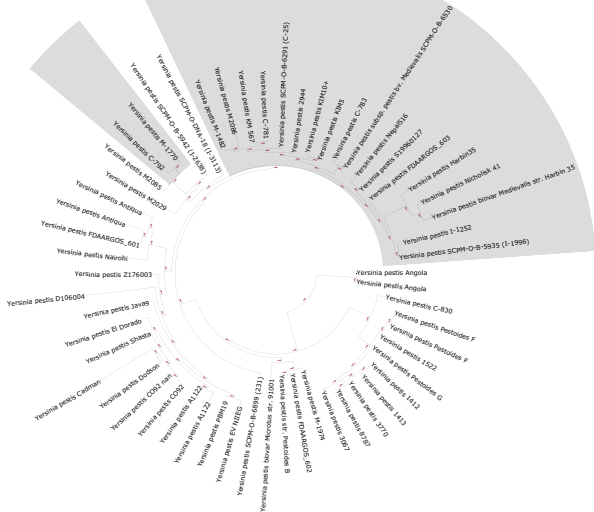 Yersinia pestis SCPM-O-DNA-18 (I-3113)
Yersinia pestis SCPM-O-B-5942 (I-2638)
Yersinia pestis M-1770
Yersinia pestis C-792
Yersinia pestis M2085
Yersinia pestis M2029
Yersinia pestis Antiqua
Yersinia pestis Antiqua
Yersinia pestis FDAARGOS_601
Yersinia pestis Nairobi
Yersinia pestis Z176003
Yersinia pestis D106004
Yersinia pestis Java9
Yersinia pestis El Dorado
Yersinia pestis Shasta
Yersinia pestis Cadman
Yersinia pestis Dodson
Yersinia pestis CO92 nan
Yersinia pestis CO92
Yersinia pestis A1122
Yersinia pestis A1122
Yersinia pestis PBM19
Yersinia pestis EV NIIEG
Yersinia pestis SCPM-O-B-6899 (231)
Yersinia pestis biovar Microtus str. 91001
Yersinia pestis str. Pestoides B
Yersinia pestis FDAARGOS_602
Yersinia pestis M-1974
Yersinia pestis 3067
Yersinia pestis 8787
Yersinia pestis 3770
Yersinia pestis 1413
Yersinia pestis 1412
Yersinia pestis Pestoides G
Yersinia pestis 1522
Yersinia pestis Pestoides F
Yersinia pestis Pestoides F
Yersinia pestis C-830
Yersinia pestis Angola
Yersinia pestis Angola
Yersinia pestis SCPM-O-B-5935 (I-1996)
Yersinia pestis I-1252
Yersinia pestis biovar Medievalis str. Harbin 35
Yersinia pestis Nicholisk 41
Yersinia pestis Harbin35
Yersinia pestis FDAARGOS_603
Yersinia pestis S19960127
Yersinia pestis Nepal516
Yersinia pestis subsp. pestis bv. Medievalis SCPM-O-B-6530
Yersinia pestis C-783
Yersinia pestis KIM5
Yersinia pestis KIM10+
Yersinia pestis 2944
Yersinia pestis SCPM-O-B-6291 (C-25)
Yersinia pestis C-781
Yersinia pestis KM 567
Yersinia pestis M2086
Yersinia pestis M-1482